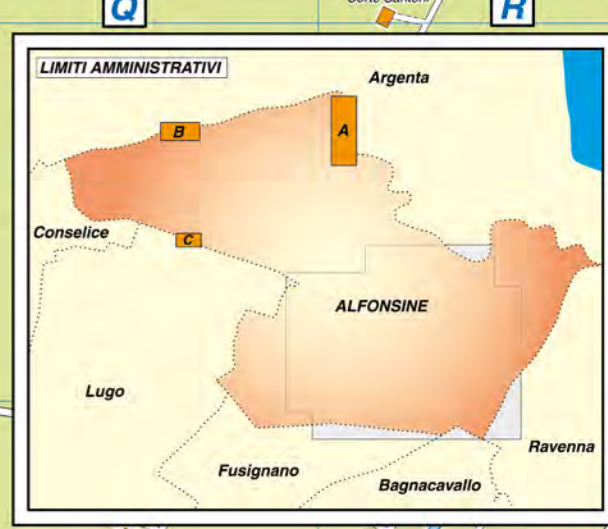 Q
R
LIMITI AMMINISTRATIVI
Argenta
B
A
Conselice
C
ALFONSINE
Lugo
Ravenna
Fusignano
Bagnacavallo